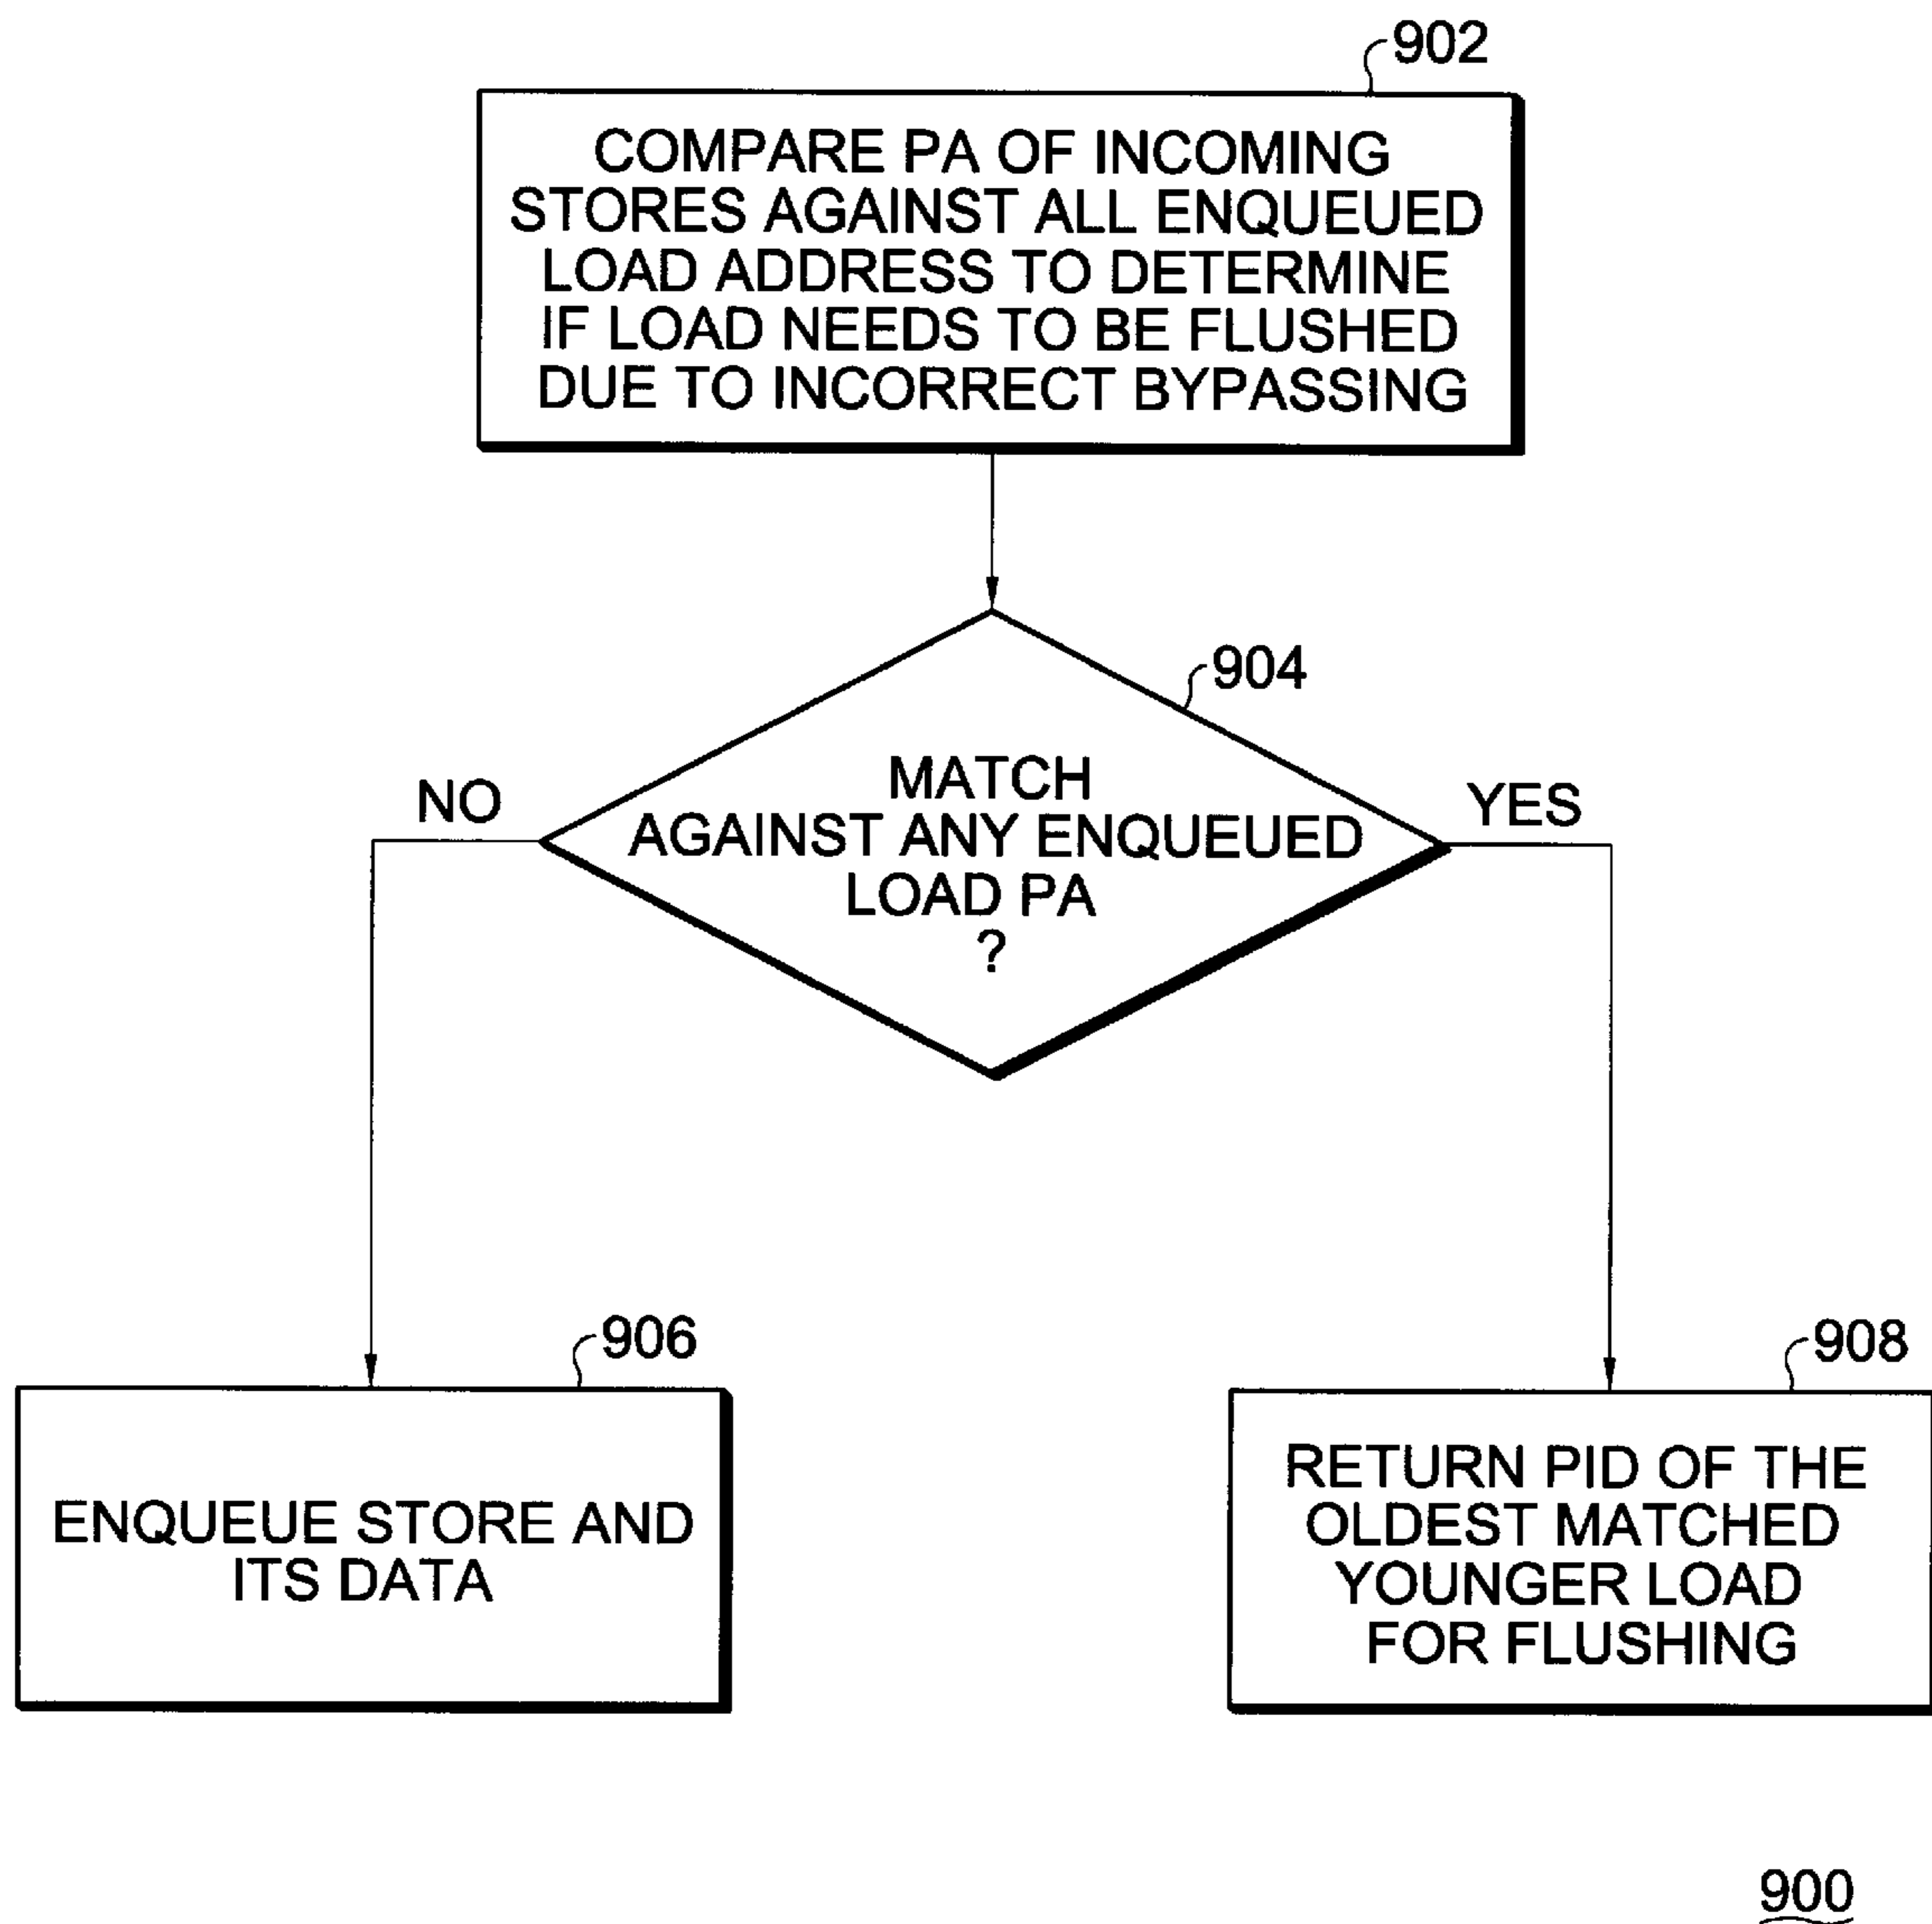 902
COMPARE PA OF INCOMING
STORES AGAINST ALL ENQUEUED
LOAD ADDRESS TO DETERMINE
IF LOAD NEEDS TO BE FLUSHED
DUE TO INCORRECT BYPASSING
904
MATCH
AGAINST ANY ENQUEUED
LOAD PA
?
NO
YES
906
ENQUEUE STORE AND
ITS DATA
908
RETURN PID OF THE
OLDEST MATCHED
YOUNGER LOAD
FOR FLUSHING
900